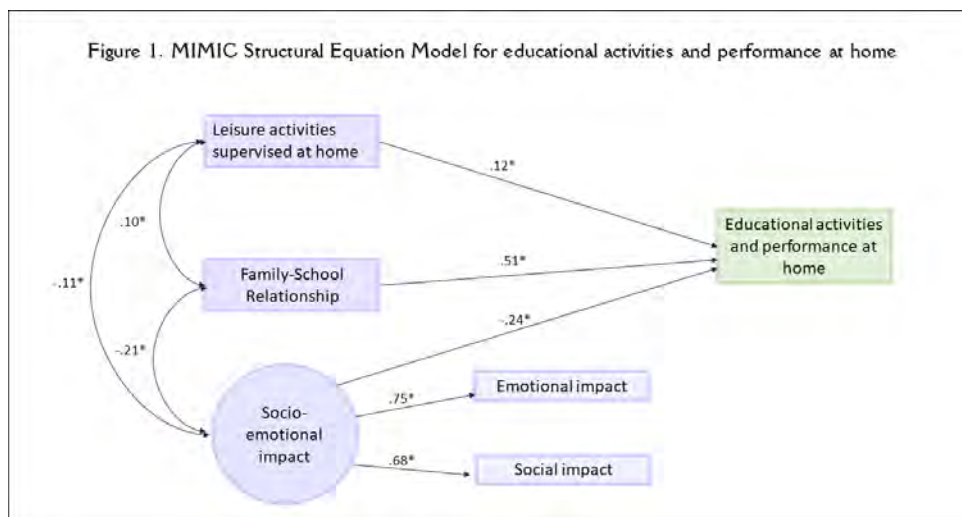 Figure 1. MIMIC Structural Equation Model for educational activities and performance at home
Leisure activities
supervised at home
.12*
.10*
Educational activities
and performance at
home
Family-School
Relationship
.51*
-.11*
-.24*
-.21*
Socio-
emotional
impact
.75*
Emotional impact
.68*
Social impact